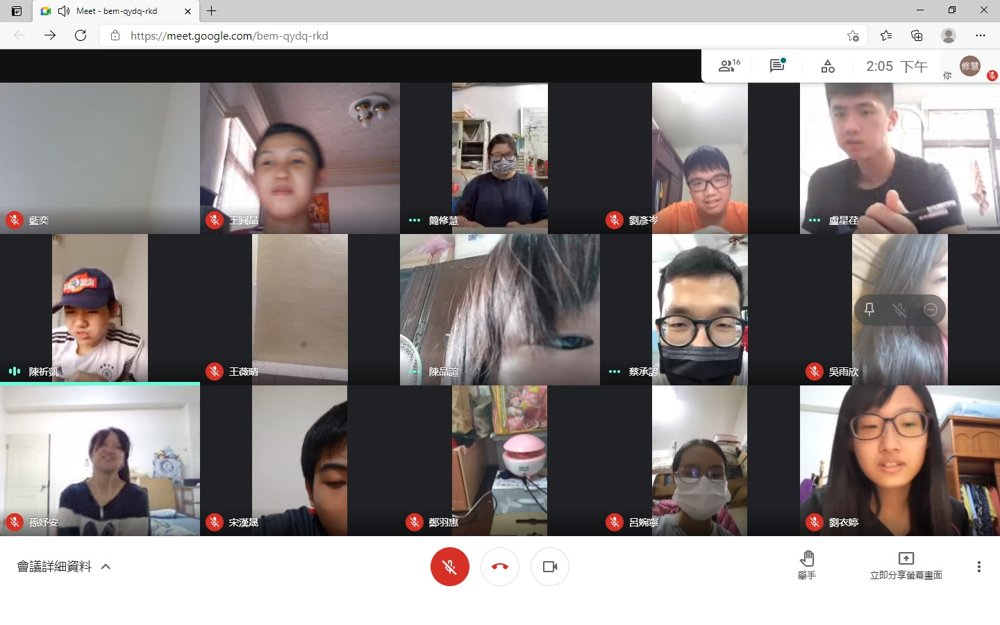 Meet - bem-qydq-rkd
https://meet.google.com/bem-qydq-rkd
16
2:05 下午
你
修慧
藍奕
王囿晶
簡修慧
劉彥岑
盧星荏
陳祈凱
王薇晴
陳品諠
蔡承諺
吳雨欣
孫妤安
宋漢晟
鄭羽惠
呂婉寧
劉衣婷
會議詳細資料
舉手
立即分享螢幕畫面